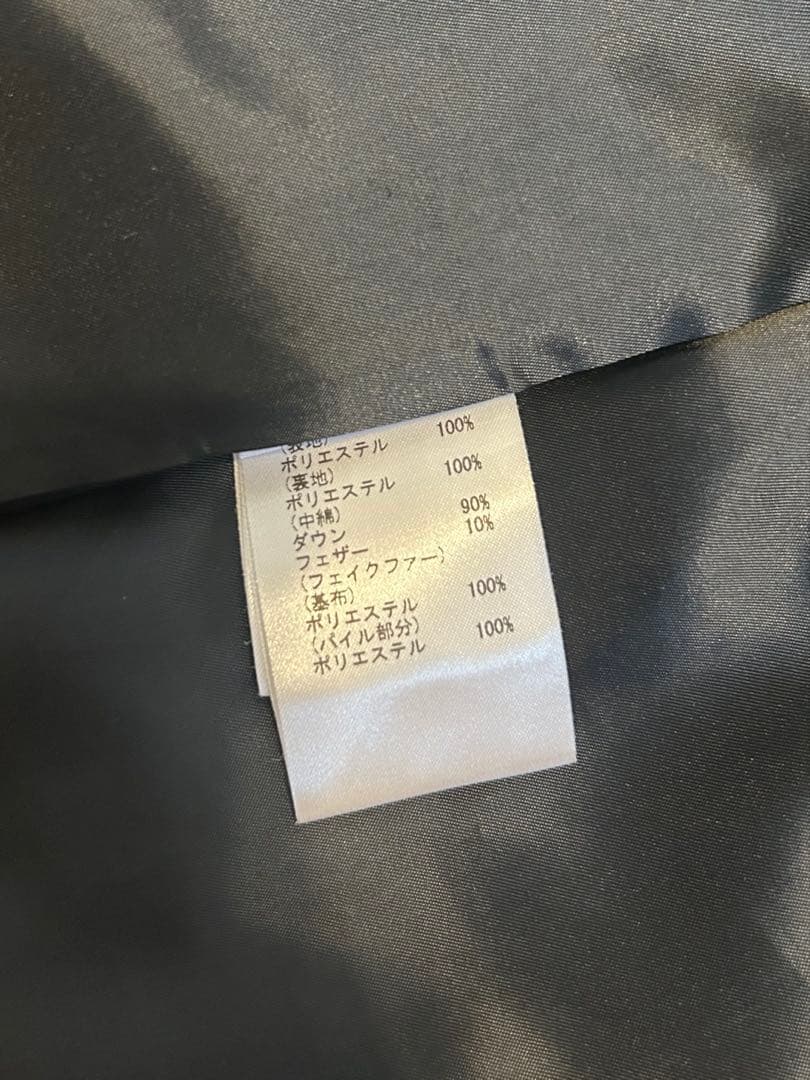 (表地)
ポリエステル 100%
(裏地)
ポリエステル 100%
(中綿)
ダウン 90%
フェザー 10%
(フェイクファー)
(基布)
ポリエステル 100%
(パイル部分)
ポリエステル 100%